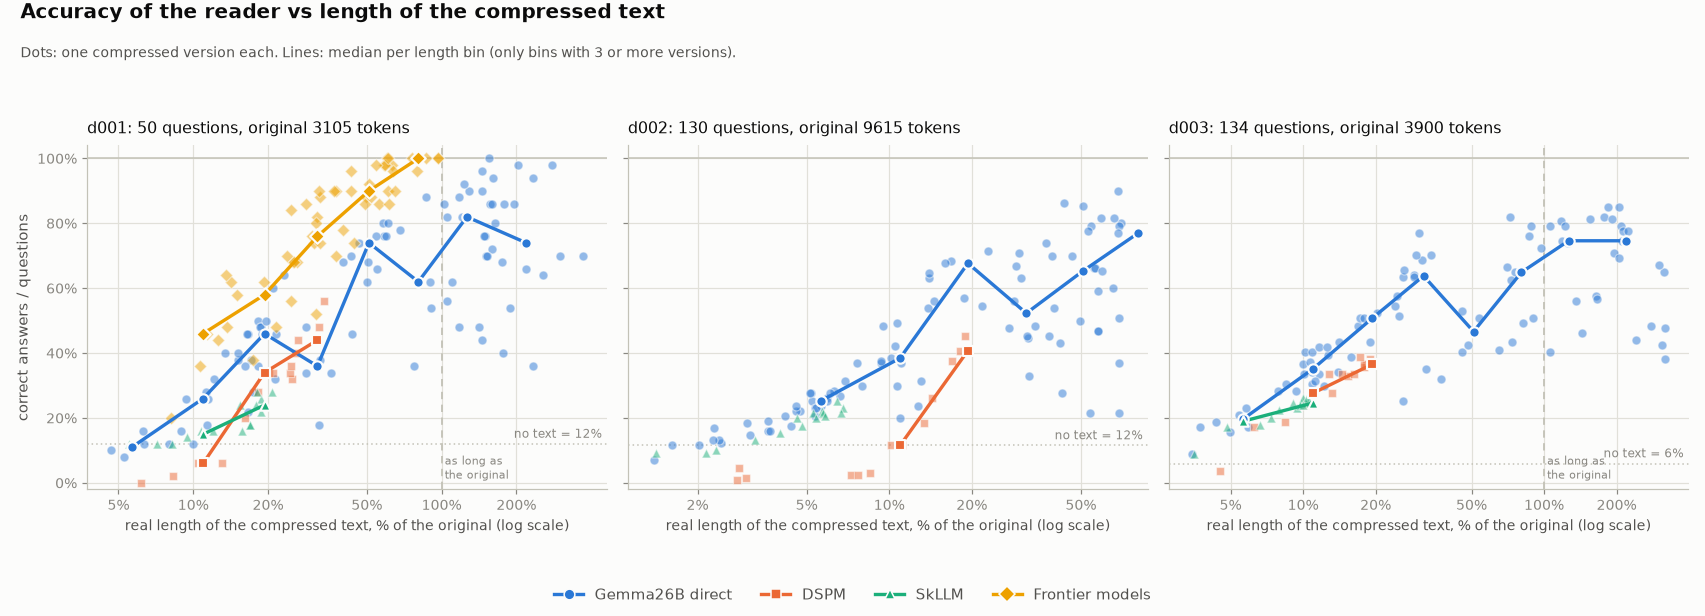 Accuracy of the reader vs length of the compressed text
Dots: one compressed version each. Lines: median per length bin (only bins with 3 or more versions).
d001: 50 questions, original 3105 tokens
d002: 130 questions, original 9615 tokens
d003: 134 questions, original 3900 tokens
correct answers / questions
100%
80%
60%
40%
20%
0%
no text = 12%
as long as
the original
5% 10% 20% 50% 100% 200%
real length of the compressed text, % of the original (log scale)
no text = 12%
2% 5% 10% 20% 50%
real length of the compressed text, % of the original (log scale)
no text = 6%
as long as
the original
5% 10% 20% 50% 100% 200%
real length of the compressed text, % of the original (log scale)
Gemma26B direct DSPM SkLLM Frontier models